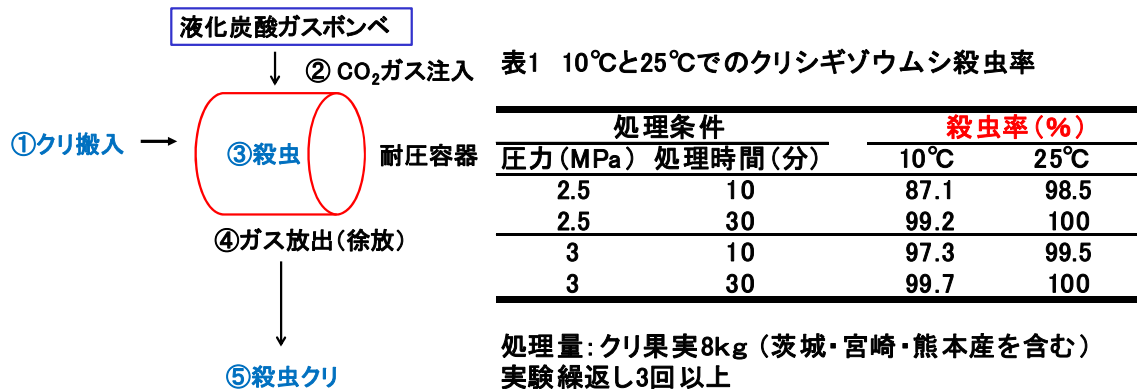 液化炭酸ガスボンベ
② CO₂ガス注入
①クリ搬入
③殺虫
耐圧容器
④ガス放出（徐放）
⑤殺虫クリ
表1 10℃と25℃でのクリシギゾウムシ殺虫率
処理条件 殺虫率（%）
圧力（MPa） 処理時間（分） 10℃ 25℃
2.5 10 87.1 98.5
2.5 30 99.2 100
3 10 97.3 99.5
3 30 99.7 100
処理量：クリ果実8kg（茨城・宮崎・熊本産を含む）
実験繰返し3回以上